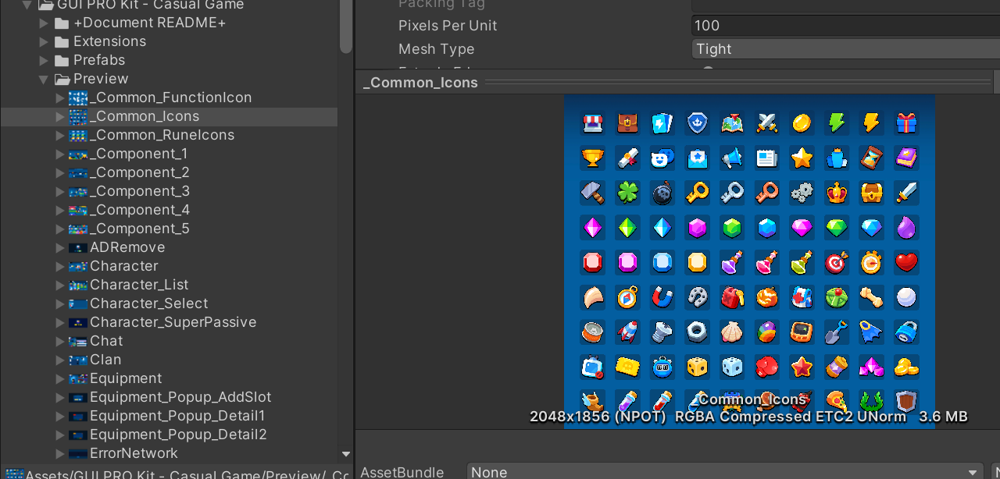 GUI PRO Kit - Casual Game
+Document README+
Extensions
Prefabs
Preview
_Common_FunctionIcon
_Common_Icons
_Common_RuneIcons
_Component_1
_Component_2
_Component_3
_Component_4
_Component_5
ADRemove
Character
Character_List
Character_Select
Character_SuperPassive
Chat
Clan
Equipment
Equipment_Popup_AddSlot
Equipment_Popup_Detail1
Equipment_Popup_Detail2
ErrorNetwork
Assets/GUI PRO Kit - Casual Game/Preview/_Co
Packing Tag
Pixels Per Unit 100
Mesh Type Tight
_Common_Icons
_Common_Icons
2048x1856 (NPOT) RGBA Compressed ETC2 UNorm 3.6 MB
AssetBundle None